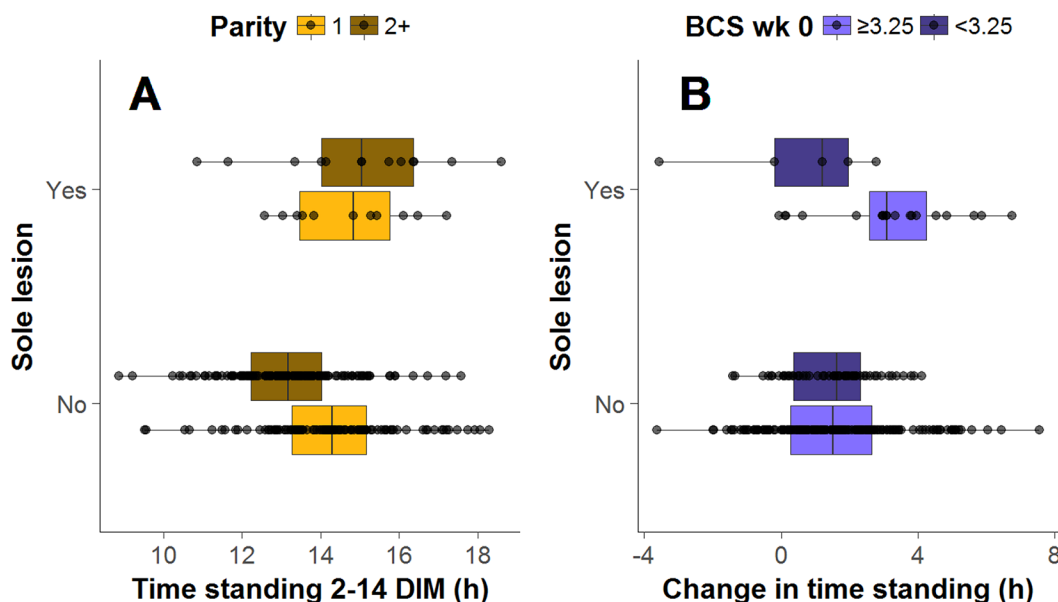 Parity 1 2+
A
Sole lesion
Yes
No
10 12 14 16 18
Time standing 2-14 DIM (h)
BCS wk 0 ≥3.25 <3.25
B
Sole lesion
Yes
No
-4 0 4 8
Change in time standing (h)